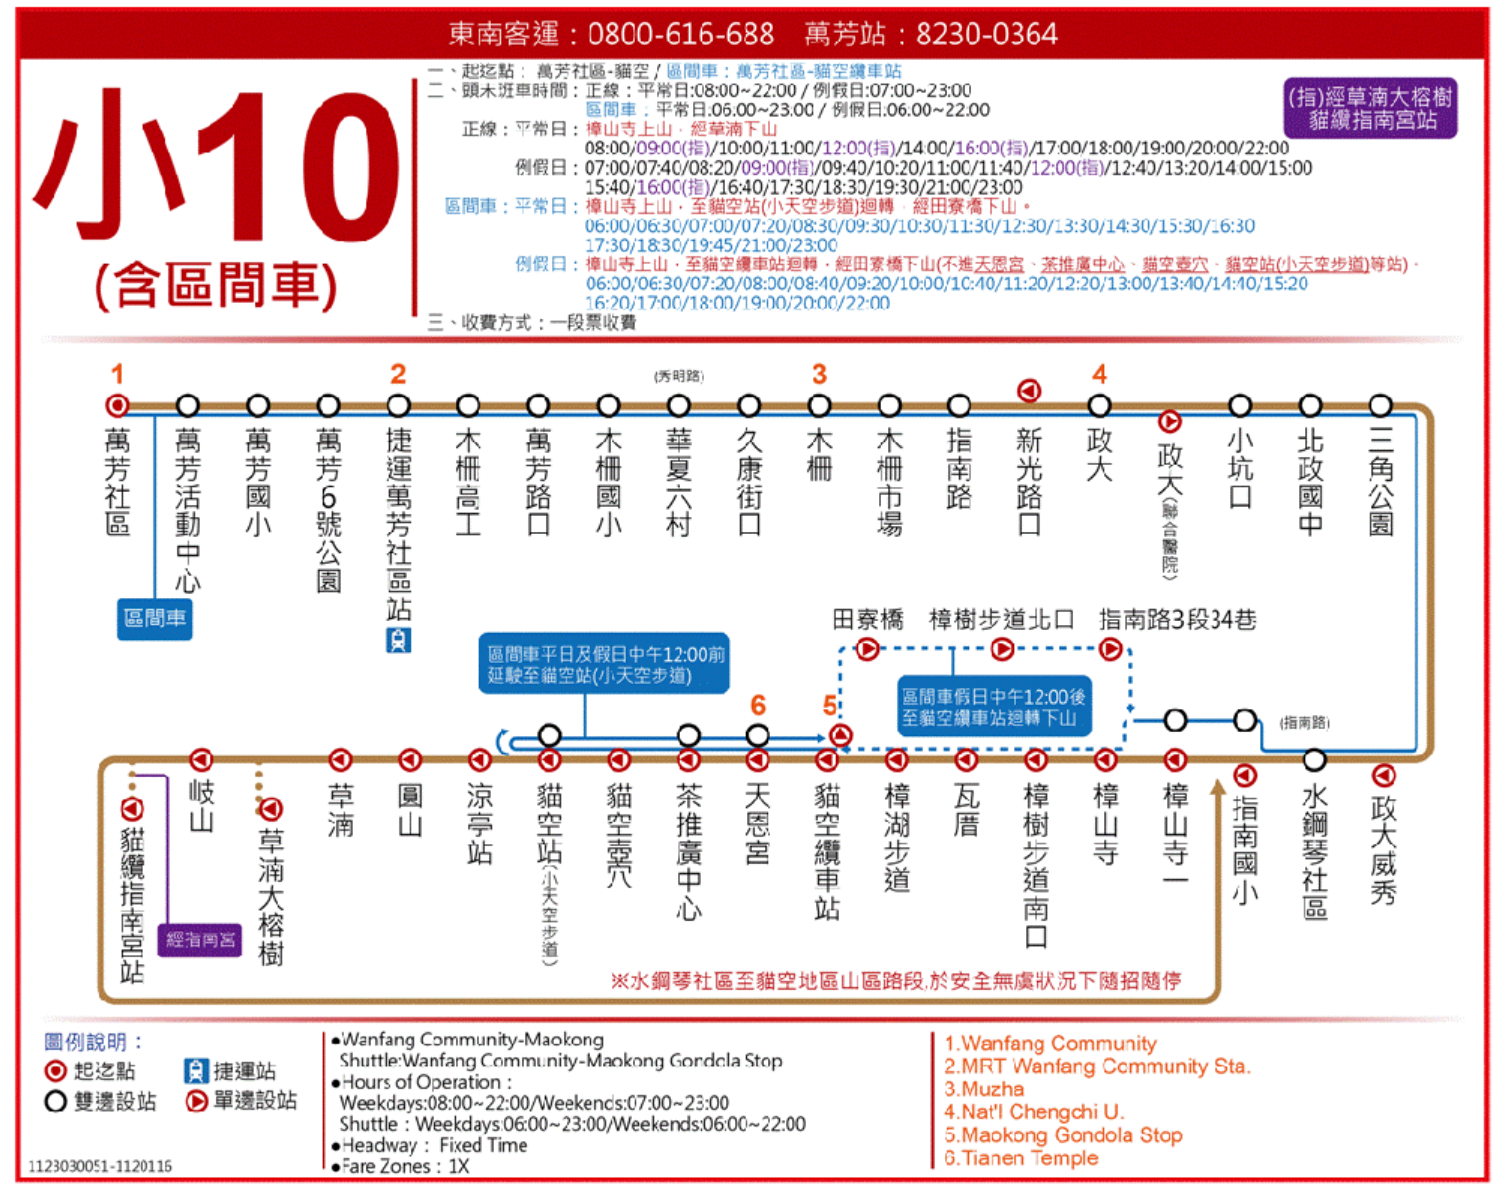 東南客運：0800-616-688　萬芳站：8230-0364
小10
(含區間車)
一、起迄點：萬芳社區-貓空 / 區間車：萬芳社區-貓空纜車站
二、頭末班車時間：正線：平常日:08:00~22:00 / 例假日:07:00~23:00
區間車：平常日:06:00~23:00 / 例假日:06:00~22:00
正線：平常日：樟山寺上山，經草湳下山
08:00/09:00(指)/10:00/11:00/12:00(指)/14:00/16:00(指)/17:00/18:00/19:00/20:00/22:00
例假日：07:00/07:40/08:20/09:00(指)/09:40/10:20/11:00/11:40/12:00(指)/12:40/13:20/14:00/15:00
15:40/16:00(指)/16:40/17:30/18:30/19:30/21:00/23:00
區間車：平常日：樟山寺上山，至貓空站(小天空步道)迴轉，經田寮橋下山。
06:00/06:30/07:00/07:20/08:30/09:30/10:30/11:30/12:30/13:30/14:30/15:30/16:30
17:30/18:30/19:45/21:00/23:00
例假日：樟山寺上山，至貓空纜車站迴轉，經田寮橋下山(不進天恩宮、茶推廣中心、貓空壺穴、貓空站(小天空步道)等站)。
06:00/06:30/07:20/08:00/08:40/09:20/10:00/10:40/11:20/12:20/13:00/13:40/14:40/15:20
16:20/17:00/18:00/19:00/20:00/22:00
三、收費方式：一段票收費
(指)經草湳大榕樹
貓纜指南宮站
1
2
(秀明路)
3
4
萬芳社區
萬芳活動中心
萬芳國小
萬芳6號公園
捷運萬芳社區站
木柵高工
萬芳路口
木柵國小
華夏六村
久康街口
木柵
木柵市場
指南路
新光路口
政大
政大(聯合醫院)
小坑口
北政國中
三角公園
區間車
田寮橋
樟樹步道北口
指南路3段34巷
區間車平日及假日中午12:00前
延駛至貓空站(小天空步道)
區間車假日中午12:00後
至貓空纜車站迴轉下山
6
5
(指南路)
貓纜指南宮站
岐山
草湳大榕樹
草湳
圓山
涼亭站
貓空站(小天空步道)
貓空壺穴
茶推廣中心
天恩宮
貓空纜車站
樟湖步道
瓦厝
樟樹步道南口
樟山寺
樟山寺一
指南國小
水鋼琴社區
政大威秀
經指南宮
※水鋼琴社區至貓空地區山區路段,於安全無虞狀況下隨招隨停
圖例說明：
起迄點
捷運站
雙邊設站
單邊設站
1123030051-1120116
●Wanfang Community-Maokong
Shuttle:Wanfang Community-Maokong Gondola Stop
●Hours of Operation：
Weekdays:08:00~22:00/Weekends:07:00~23:00
Shuttle：Weekdays:06:00~23:00/Weekends:06:00~22:00
●Headway：Fixed Time
●Fare Zones：1X
1.Wanfang Community
2.MRT Wanfang Community Sta.
3.Muzha
4.Nat'l Chengchi U.
5.Maokong Gondola Stop
6.Tianen Temple